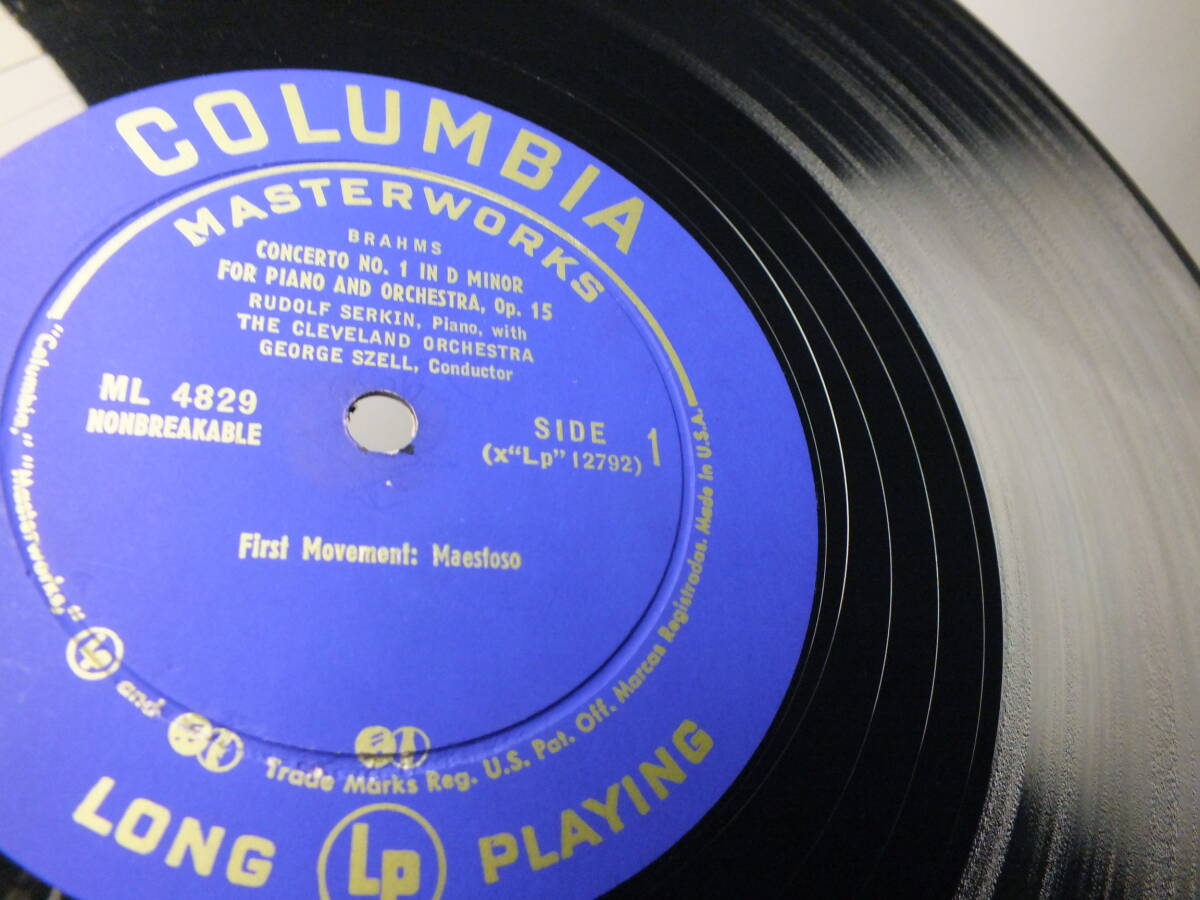 COLUMBIA
MASTERWORKS
BRAHMS
CONCERTO NO. 1 IN D MINOR
FOR PIANO AND ORCHESTRA, Op. 15
RUDOLF SERKIN, Piano, with
THE CLEVELAND ORCHESTRA
GEORGE SZELL, Conductor
ML 4829
NONBREAKABLE
SIDE 1
(x“Lp” 12792)
First Movement: Maestoso
“Columbia,” “Masterworks,” Lp and Trade Marks Reg. U.S. Pat. Off. Marcas Registradas. Made in U.S.A.
LONG Lp PLAYING